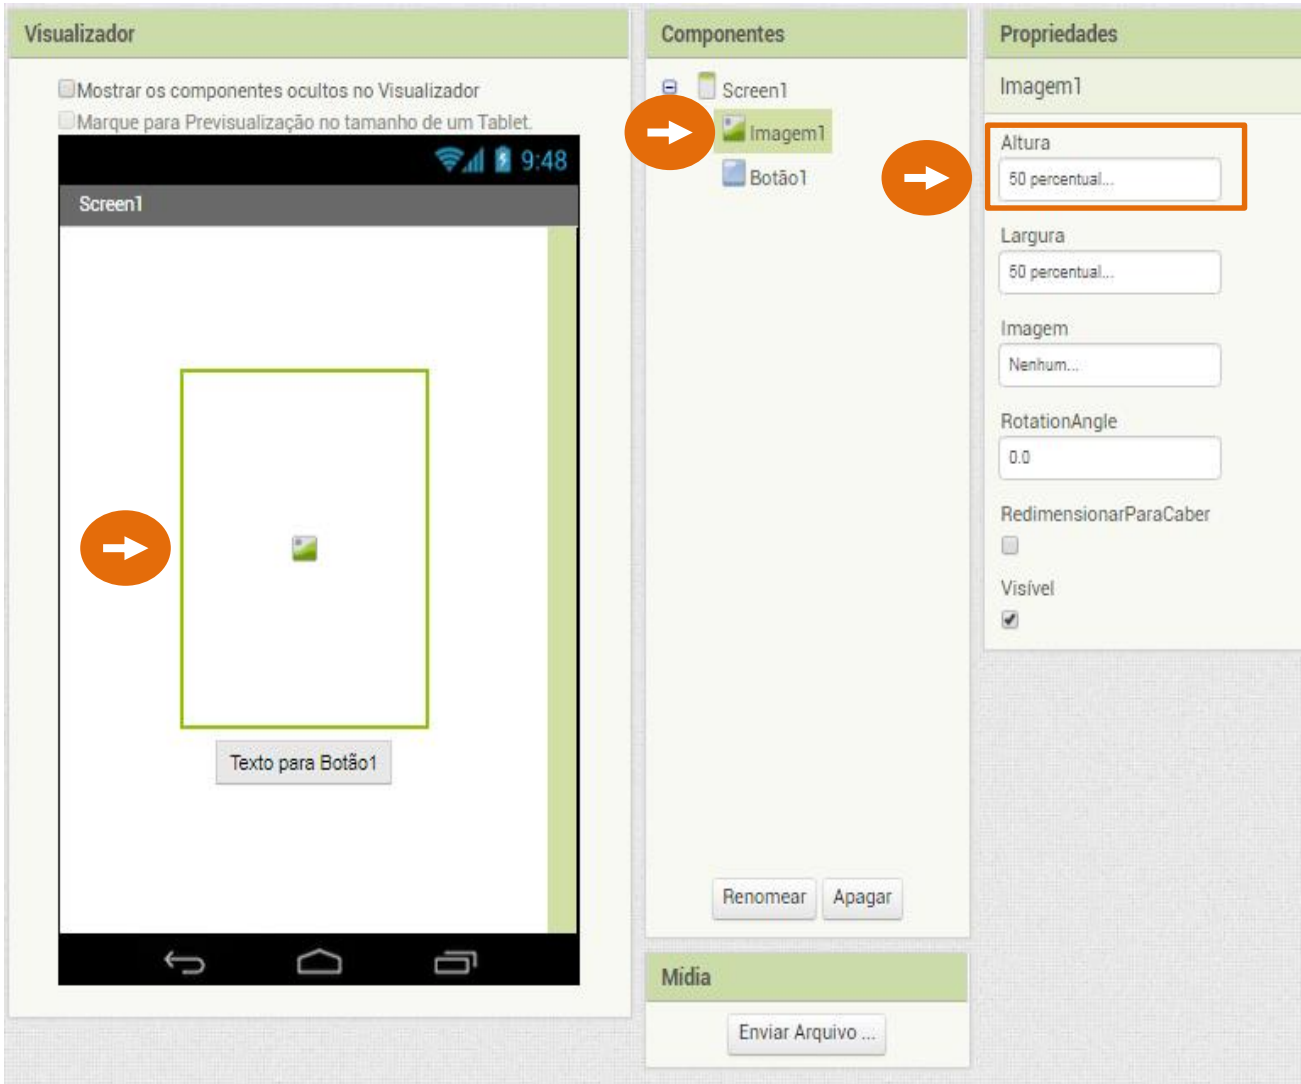 Visualizador
Mostrar os componentes ocultos no Visualizador
Marque para Previsualização no tamanho de um Tablet.
9:48
Screen1
Texto para Botão1
Componentes
Screen1
Imagem1
Botão1
Renomear Apagar
Mídia
Enviar Arquivo ...
Propriedades
Imagem1
Altura
50 percentual...
Largura
50 percentual...
Imagem
Nenhum...
RotationAngle
0.0
RedimensionarParaCaber
Visível